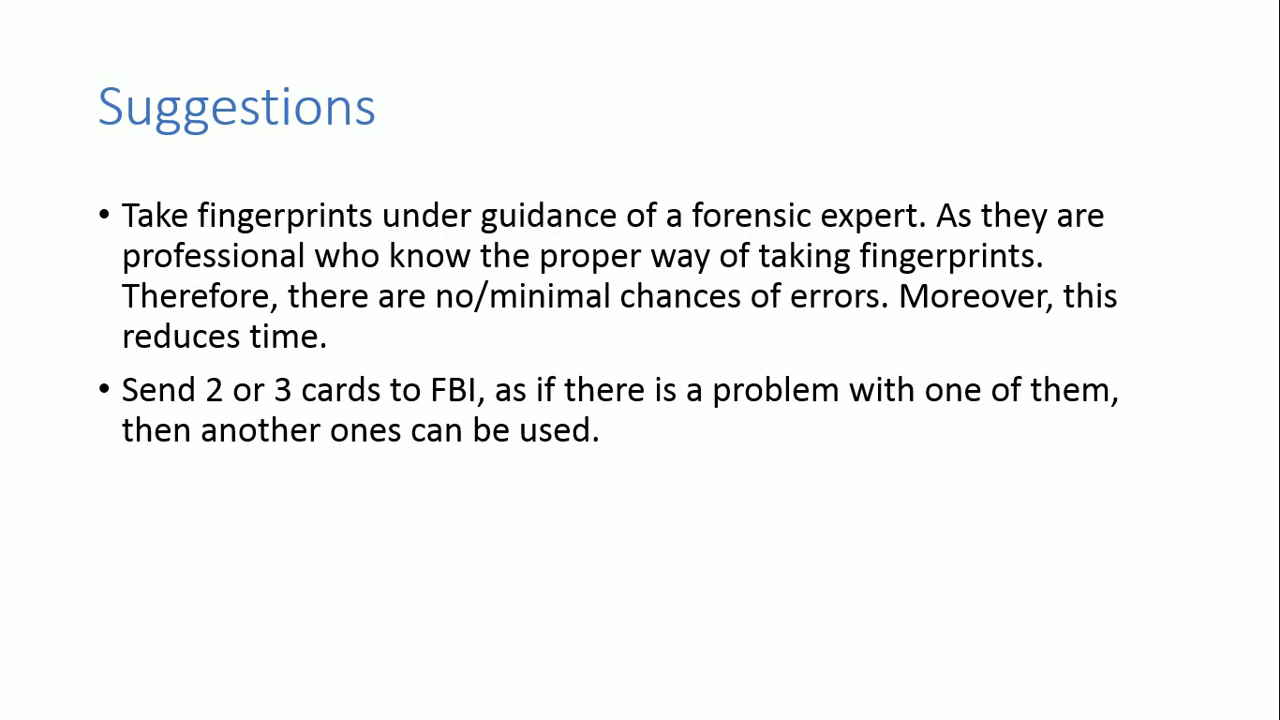 Suggestions
• Take fingerprints under guidance of a forensic expert. As they are
professional who know the proper way of taking fingerprints.
Therefore, there are no/minimal chances of errors. Moreover, this
reduces time.
• Send 2 or 3 cards to FBI, as if there is a problem with one of them,
then another ones can be used.